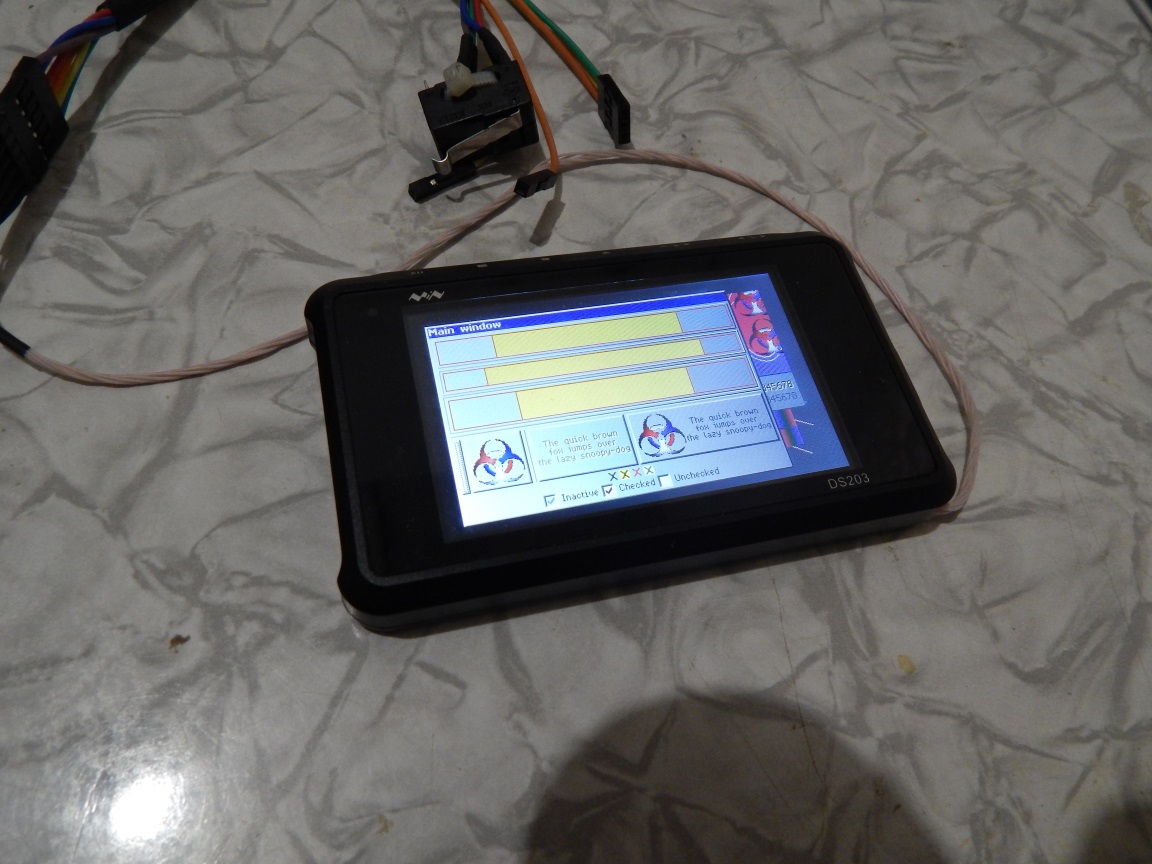 Main window
45678
45678
The quick brown
fox jumps over
the lazy snoopy-dog
The quick brown
fox jumps over
the lazy snoopy-dog
Inactive
Checked
Unchecked
DS203